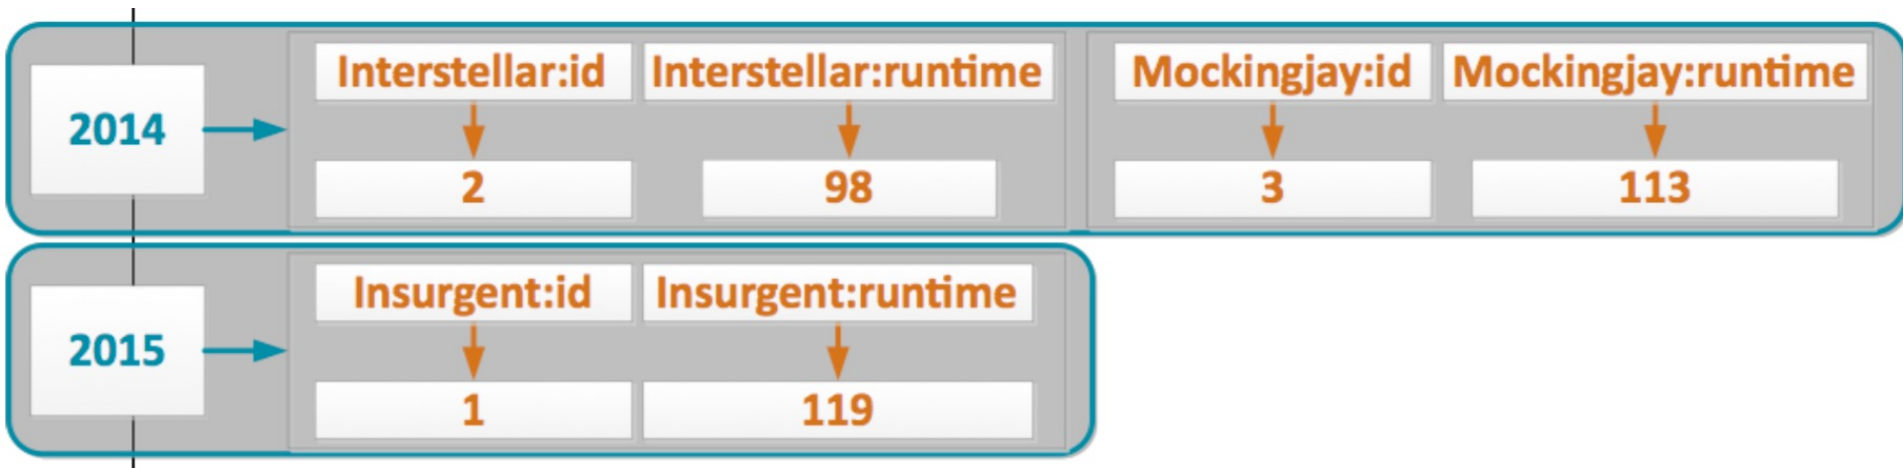 Interstellar:id Interstellar:runtime Mockingjay:id Mockingjay:runtime
2014
2 98 3 113
Insurgent:id Insurgent:runtime
2015
1 119